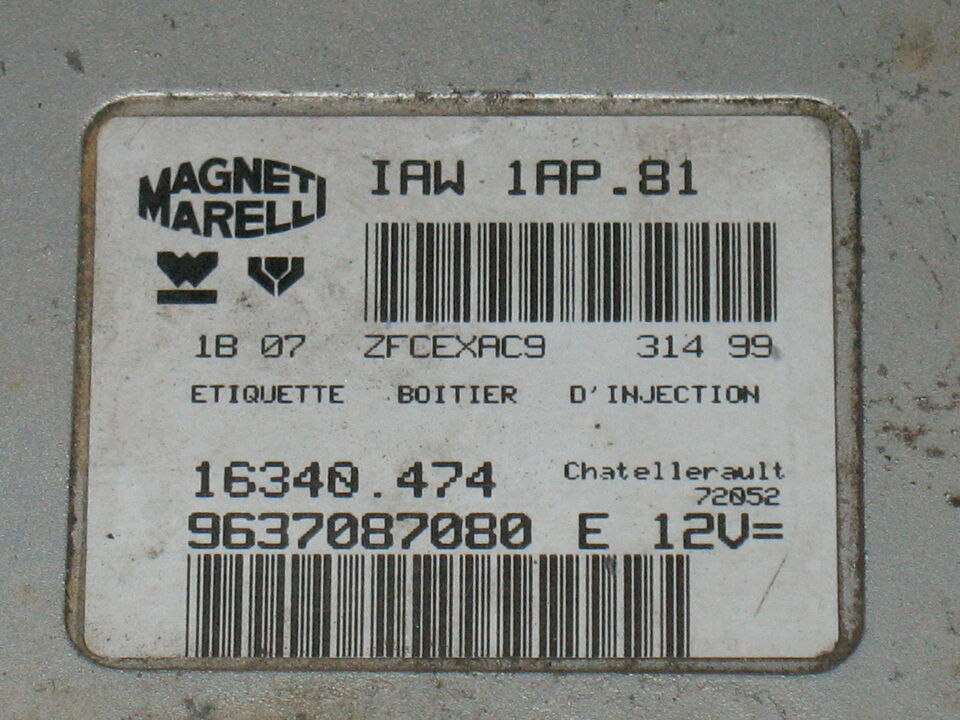 MAGNETI
MARELLI
IAW 1AP.81
1B 07 ZFCEXAC9 314 99
ETIQUETTE BOITIER D'INJECTION
16340.474
Chatellerault
72052
9637087080 E 12V=